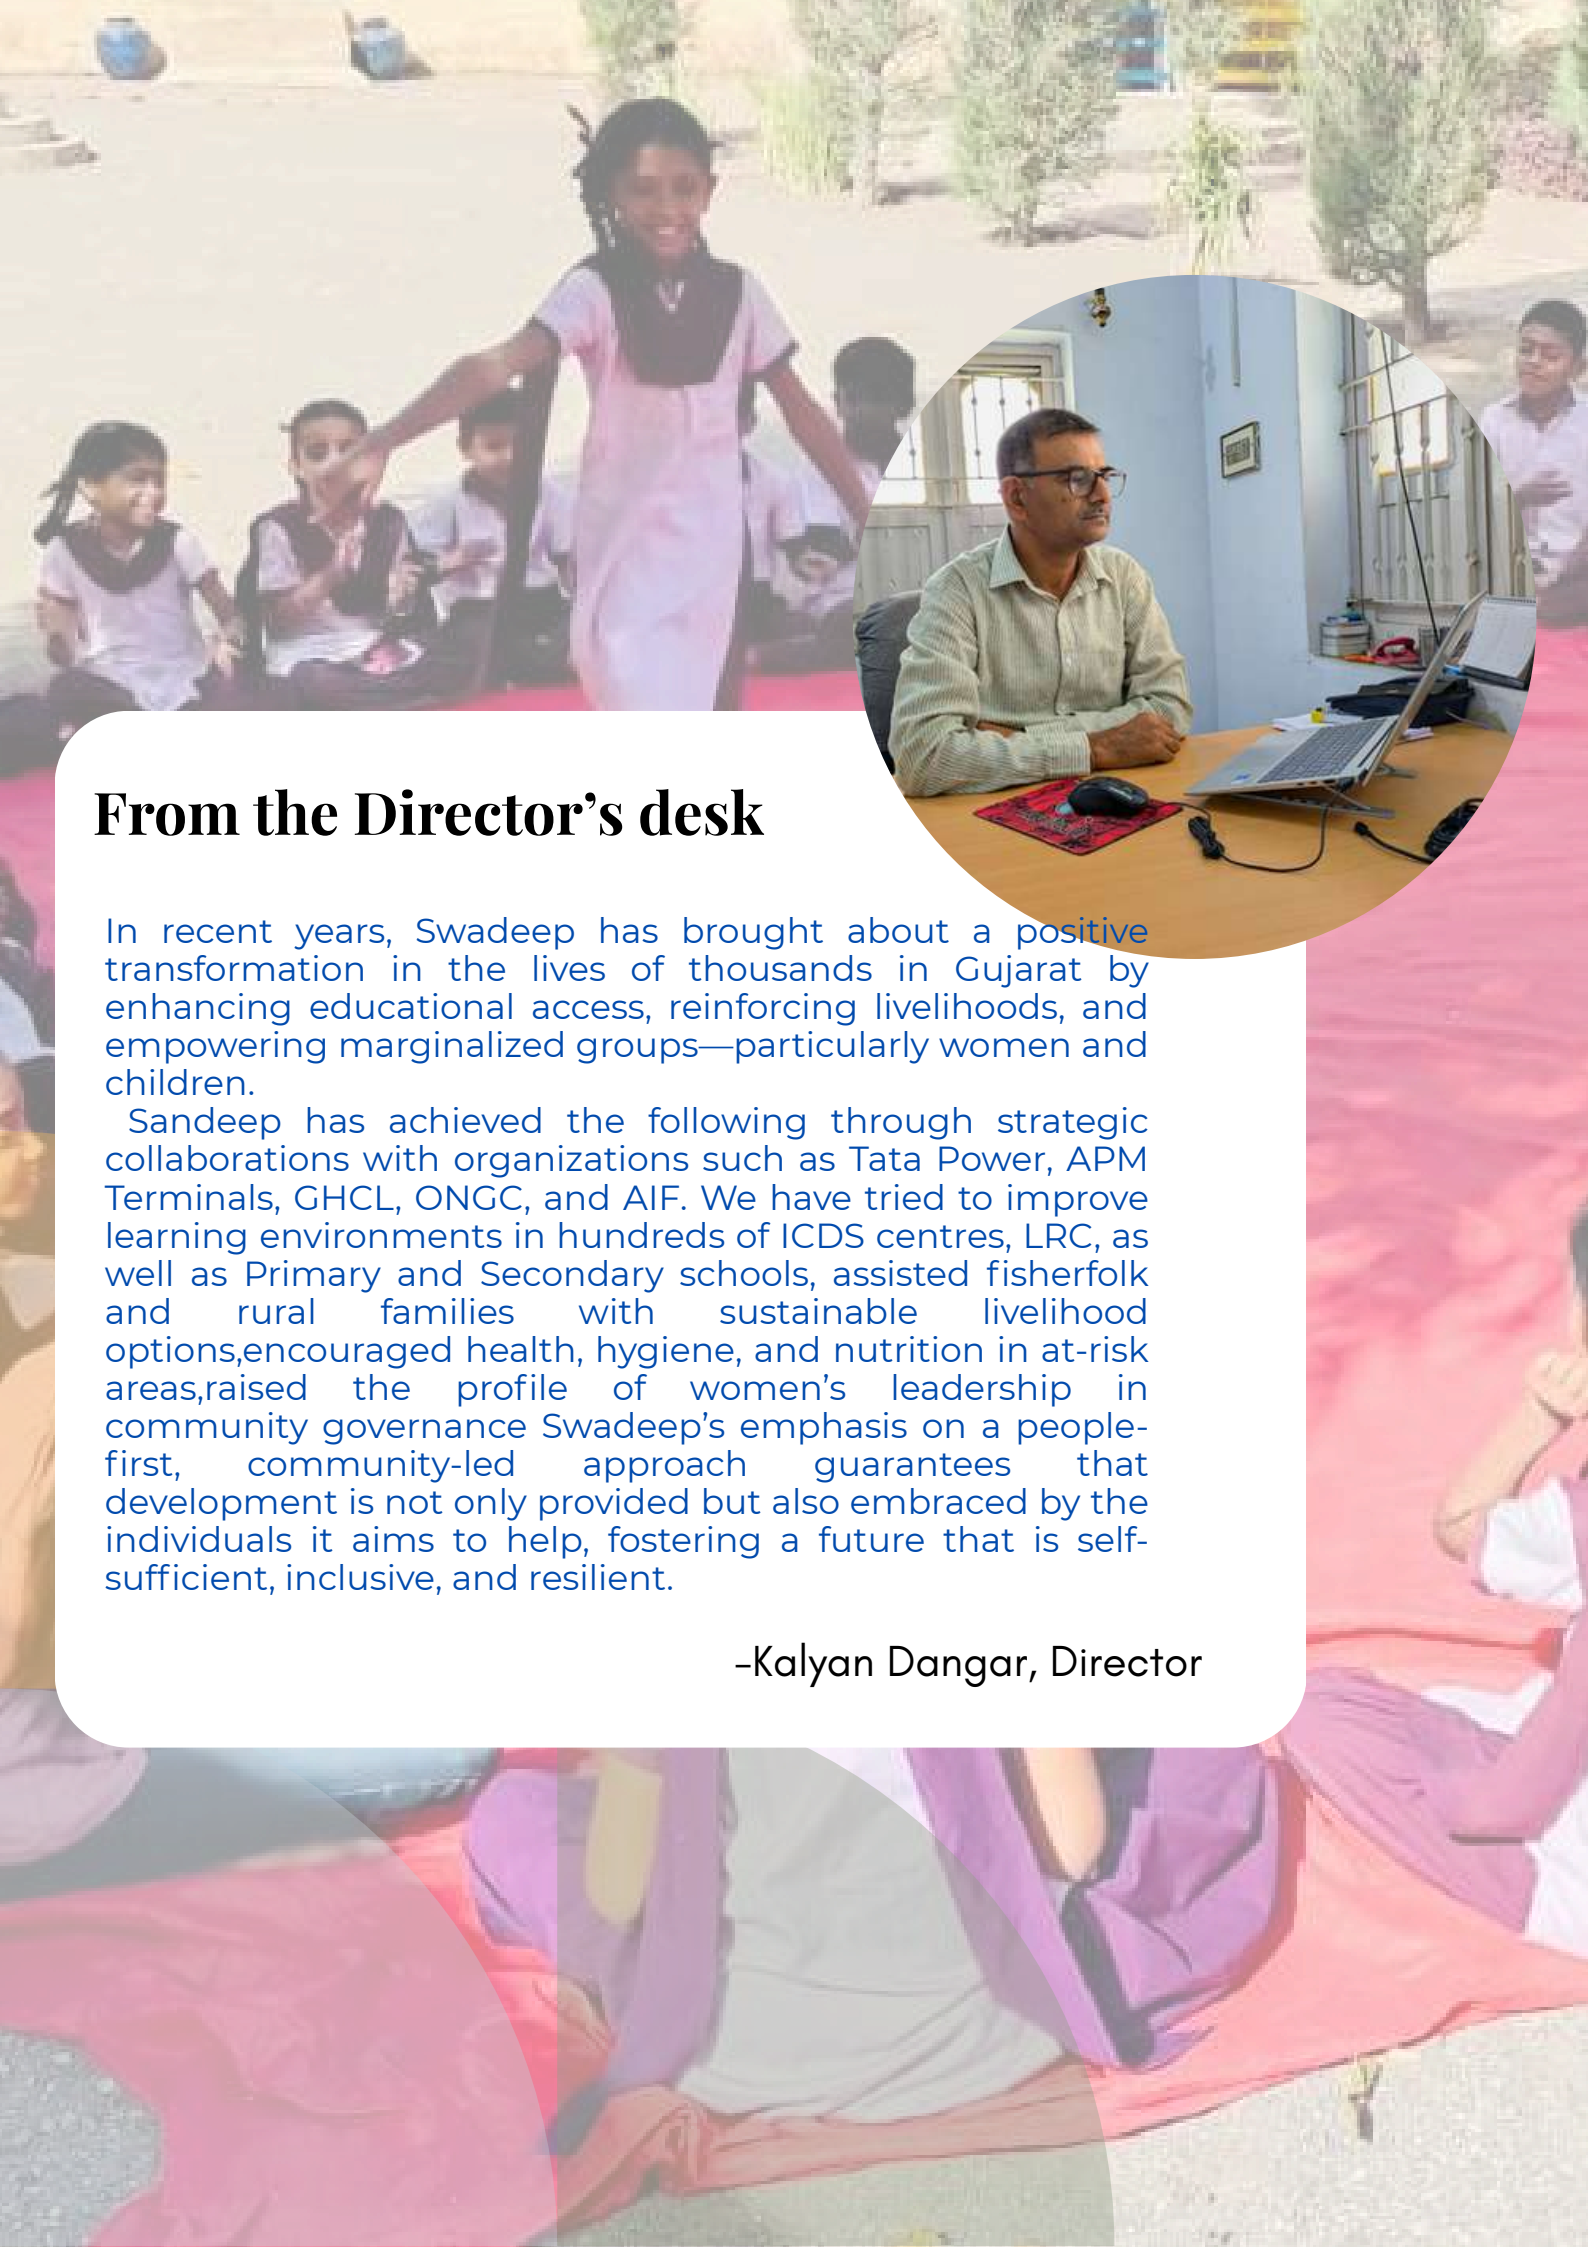 From the Director’s desk
In recent years, Swadeep has brought about a positive
transformation in the lives of thousands in Gujarat by
enhancing educational access, reinforcing livelihoods, and
empowering marginalized groups—particularly women and
children.
Sandeep has achieved the following through strategic
collaborations with organizations such as Tata Power, APM
Terminals, GHCL, ONGC, and AIF. We have tried to improve
learning environments in hundreds of ICDS centres, LRC, as
well as Primary and Secondary schools, assisted fisherfolk
and rural families with sustainable livelihood
options,encouraged health, hygiene, and nutrition in at-risk
areas,raised the profile of women’s leadership in
community governance Swadeep’s emphasis on a people-
first, community-led approach guarantees that
development is not only provided but also embraced by the
individuals it aims to help, fostering a future that is self-
sufficient, inclusive, and resilient.
-Kalyan Dangar, Director